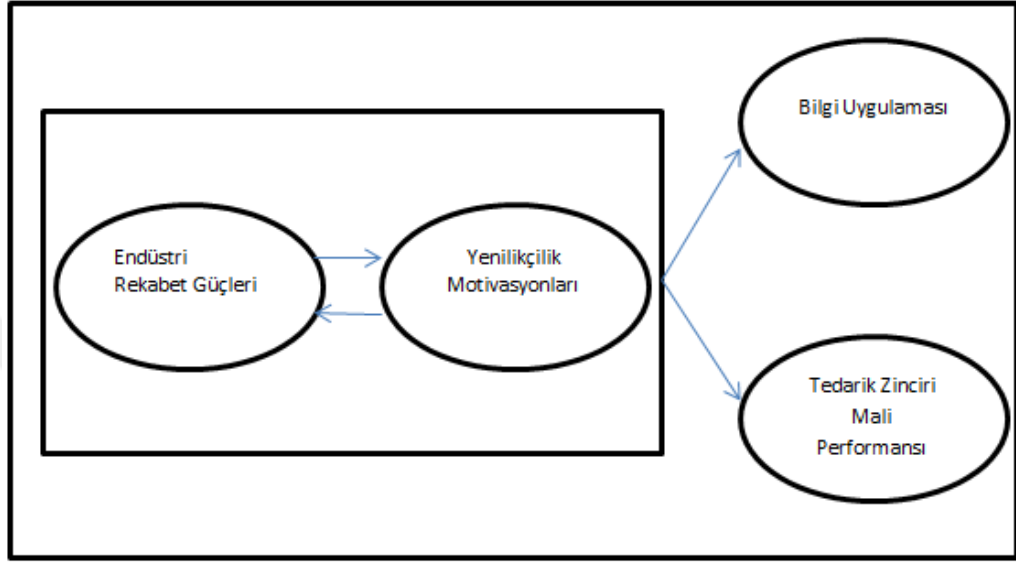 Bilgi Uygulaması
Endüstri
Rekabet Güçleri
Yenilikçilik
Motivasyonları
Tedarik Zinciri
Mali
Performansı